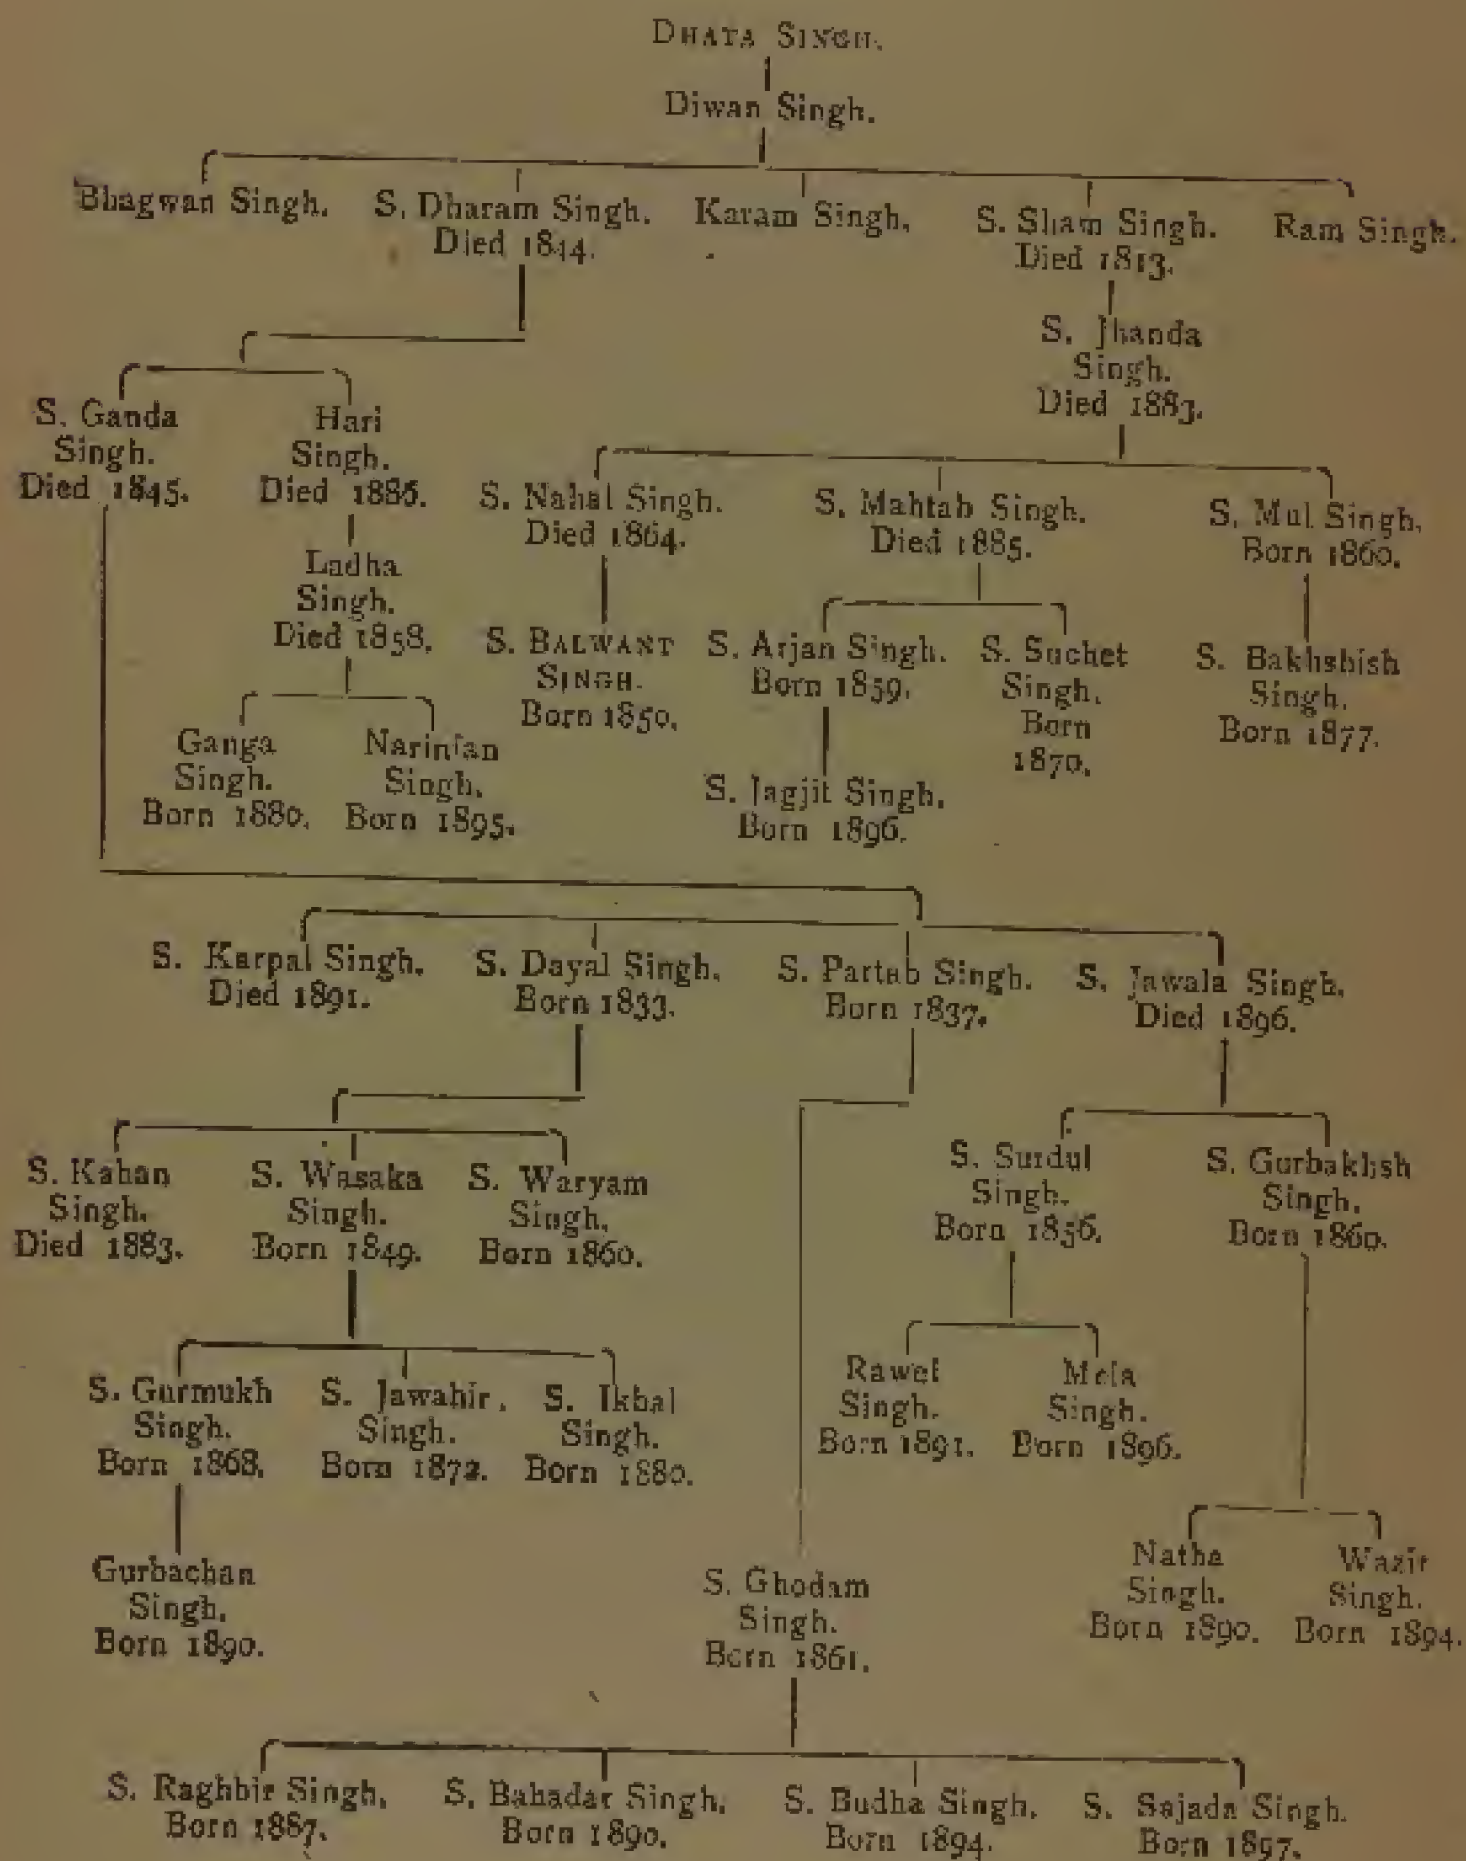 DHATA SINGH.
Diwan Singh.
Bhagwan Singh. S. Dharam Singh. Karam Singh. S. Sham Singh. Ram Singh.
Died 1844. Died 1813.
S. Jhanda
Singh.
Died 1883.
S. Ganda
Singh.
Died 1845.
Hari
Singh.
Died 1886.
S. Nahal Singh.
Died 1864.
S. Mahtab Singh.
Died 1885.
S. Mul Singh.
Born 1860.
Ladha
Singh.
Died 1858.
S. BALWANT
SINGH.
Born 1850.
S. Arjan Singh.
Born 1859.
S. Suchet
Singh.
Born
1870.
S. Bakhshish
Singh.
Born 1877.
Ganga
Singh.
Born 1880.
Singh.
Born 1895.
S. Jagjit Singh.
Born 1896.
S. Karpal Singh.
Died 1891.
S. Dayal Singh.
Born 1833.
S. Partab Singh.
Born 1837.
S. Jawala Singh.
Died 1896.
S. Kahan
Singh.
Died 1883.
S. Wasaka
Singh.
Born 1849.
S. Waryam
Singh.
Born 1860.
S. Surdul
Singh.
Born 1856.
S. Gurbakhsh
Singh.
Born 1860.
S. Gurmukh
Singh.
Born 1868.
S. Jawahir
Singh.
Born 1872.
S. Ikbal
Singh.
Born 1880.
Rawel
Singh.
Born 1891.
Mela
Singh.
Born 1896.
Gurbachan
Singh.
Born 1890.
S. Ghodam
Singh.
Born 1861.
Natha
Singh.
Born 1890.
Wazir
Singh.
Born 1894.
S. Raghbir Singh.
Born 1887.
S. Bahadar Singh.
Born 1890.
S. Budha Singh.
Born 1894.
S. Sajada Singh.
Born 1897.